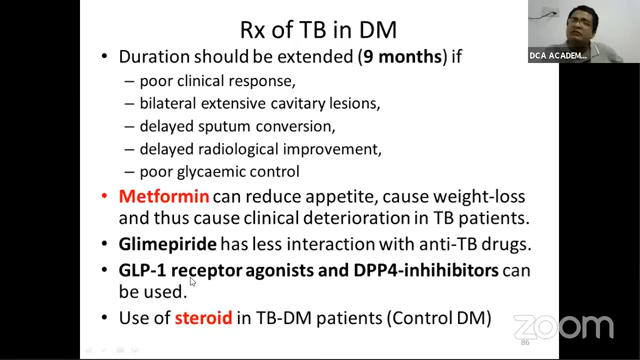 Rx of TB in DM
• Duration should be extended (9 months) if
– poor clinical response,
– bilateral extensive cavitary lesions,
– delayed sputum conversion,
– delayed radiological improvement,
– poor glycaemic control
• Metformin can reduce appetite, cause weight-loss
and thus cause clinical deterioration in TB patients.
• Glimepiride has less interaction with anti-TB drugs.
• GLP-1 receptor agonists and DPP4-inhihibitors can
be used.
• Use of steroid in TB-DM patients (Control DM)
86
DCA ACADEM...
zoom